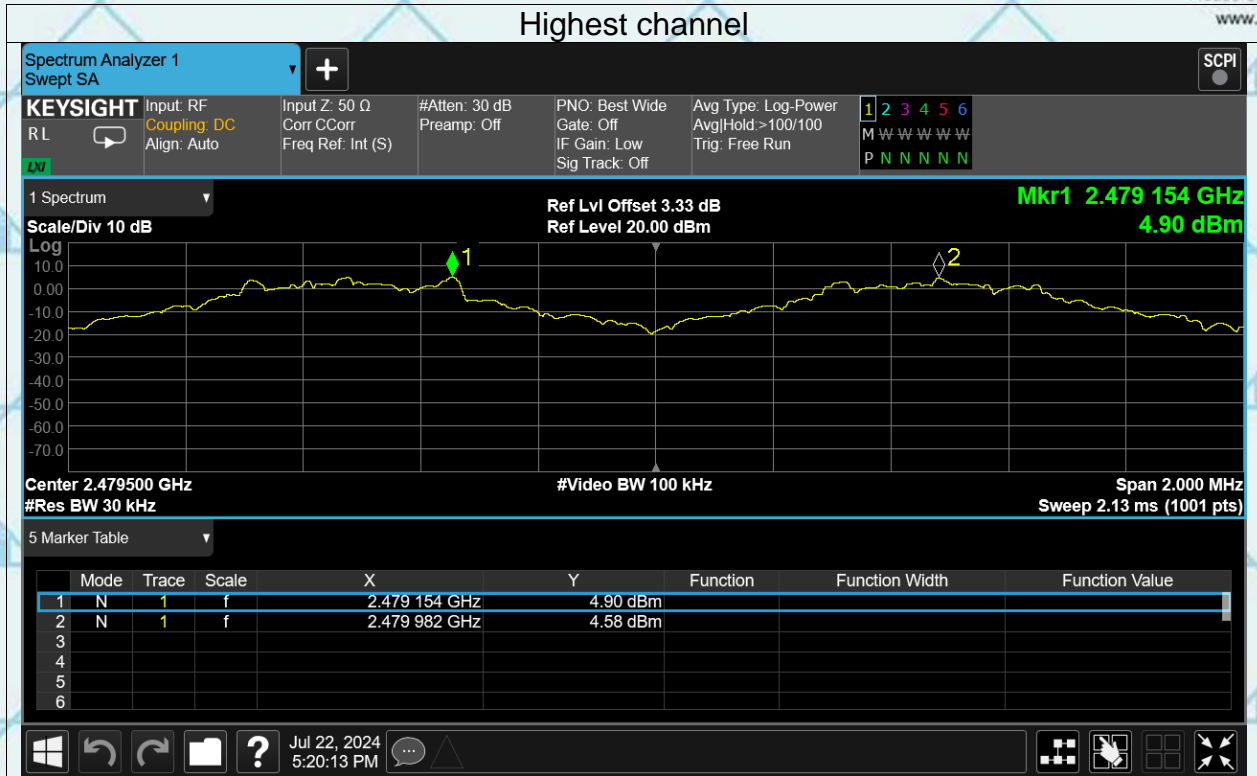 www.
Highest channel
Spectrum Analyzer 1
Swept SA
+
SCPI
KEYSIGHT
R L
LXI
Input: RF
Coupling: DC
Align: Auto
Input Z: 50 Ω
Corr CCorr
Freq Ref: Int (S)
#Atten: 30 dB
Preamp: Off
PNO: Best Wide
Gate: Off
IF Gain: Low
Sig Track: Off
Avg Type: Log-Power
Avg|Hold:>100/100
Trig: Free Run
1 2 3 4 5 6
M W W W W W W
P N N N N N N
1 Spectrum
Scale/Div 10 dB
Ref Lvl Offset 3.33 dB
Ref Level 20.00 dBm
Mkr1 2.479 154 GHz
4.90 dBm
Log
10.0
0.00
-10.0
-20.0
-30.0
-40.0
-50.0
-60.0
-70.0
1
2
Center 2.479500 GHz
#Res BW 30 kHz
#Video BW 100 kHz
Span 2.000 MHz
Sweep 2.13 ms (1001 pts)
5 Marker Table
Mode Trace Scale X Y Function Function Width Function Value
1 N 1 f 2.479 154 GHz 4.90 dBm
2 N 1 f 2.479 982 GHz 4.58 dBm
3
4
5
6
?
Jul 22, 2024
5:20:13 PM